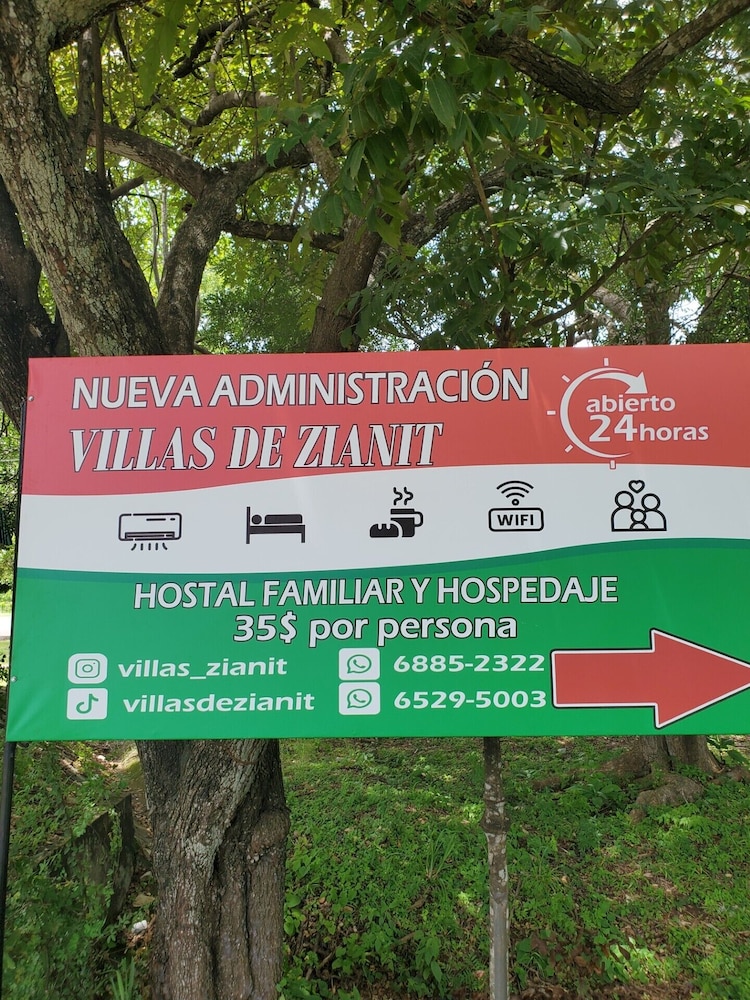 NUEVA ADMINISTRACIÓN
VILLAS DE ZIANIT
abierto
24horas
WIFI
HOSTAL FAMILIAR Y HOSPEDAJE
35$ por persona
villas_zianit
6885-2322
villasdezianit
6529-5003